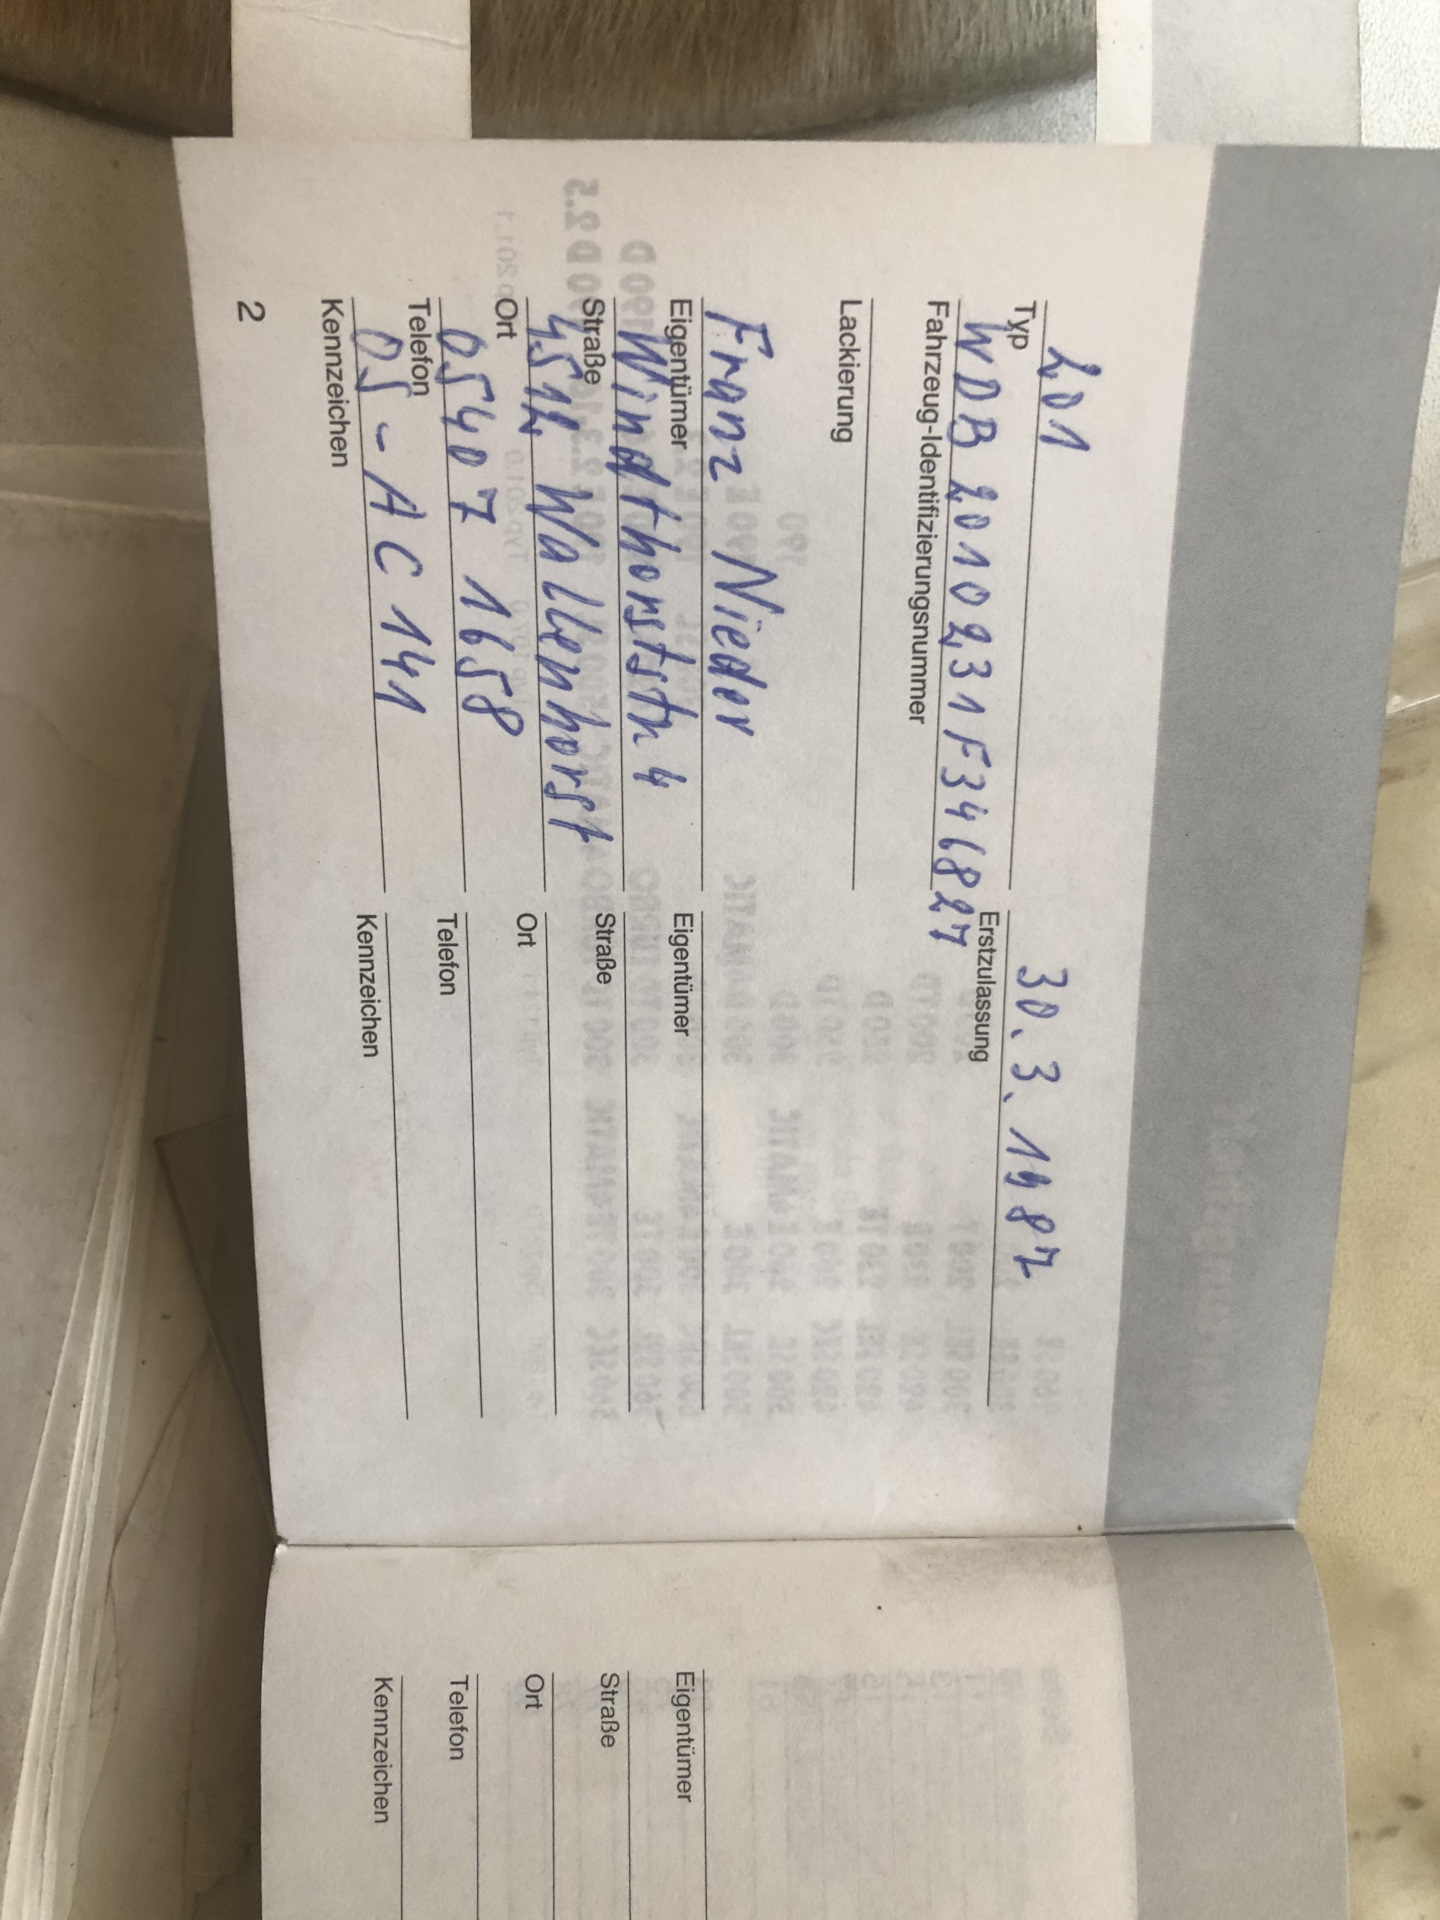 201
30. 3. 1987
Typ
Erstzulassung
WDB 2010231F346827
Fahrzeug-Identifizierungsnummer
Lackierung
Franz Nieder
Eigentümer
Eigentümer
Eigentümer
Windthorststr 4
Straße
Straße
Straße
4512 Wallenhorst
Ort
Ort
Ort
05407 1658
Telefon
Telefon
Telefon
OS - AC 141
Kennzeichen
Kennzeichen
Kennzeichen
2